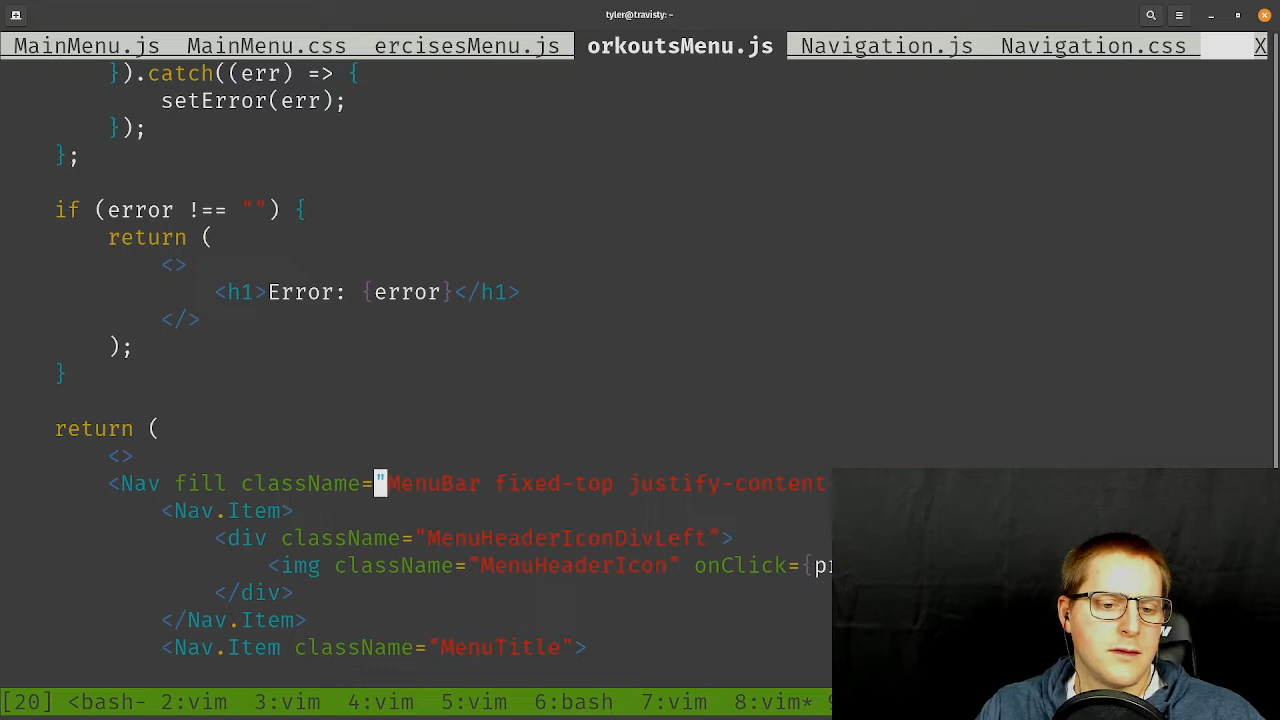 tyler@travisty:~
MainMenu.js MainMenu.css ercisesMenu.js orkoutsMenu.js Navigation.js Navigation.css X
}).catch((err) => {
setError(err);
});
};
if (error !== "") {
return (
<>
<h1>Error: {error}</h1>
</>
);
}
return (
<>
<Nav fill className="MenuBar fixed-top justify-content
<Nav.Item>
<div className="MenuHeaderIconDivLeft">
<img className="MenuHeaderIcon" onClick={pr
</div>
</Nav.Item>
<Nav.Item className="MenuTitle">
[20] <bash- 2:vim 3:vim 4:vim 5:vim 6:bash 7:vim 8:vim*